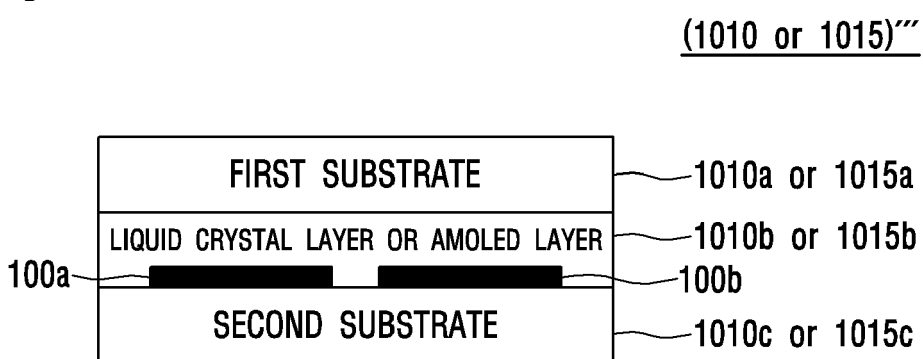 (1010 or 1015)‴
FIRST SUBSTRATE
1010a or 1015a
LIQUID CRYSTAL LAYER OR AMOLED LAYER
1010b or 1015b
100a
100b
SECOND SUBSTRATE
1010c or 1015c